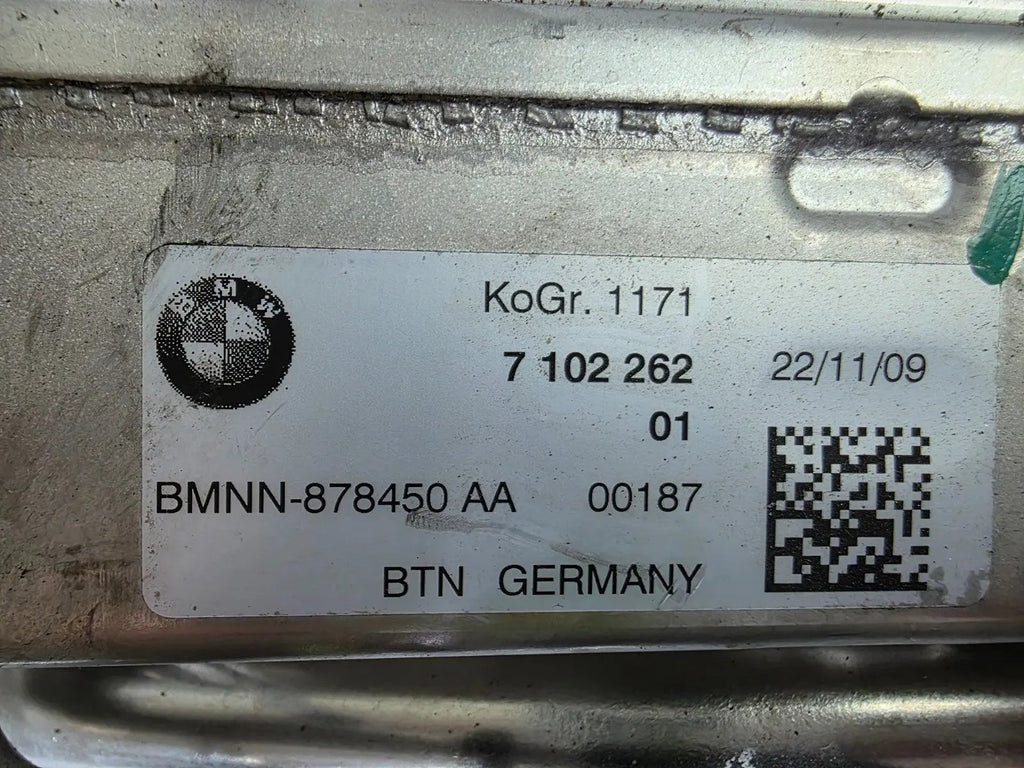 BMW
KoGr. 1171
7 102 262 22/11/09
01
BMNN-878450 AA 00187
BTN GERMANY